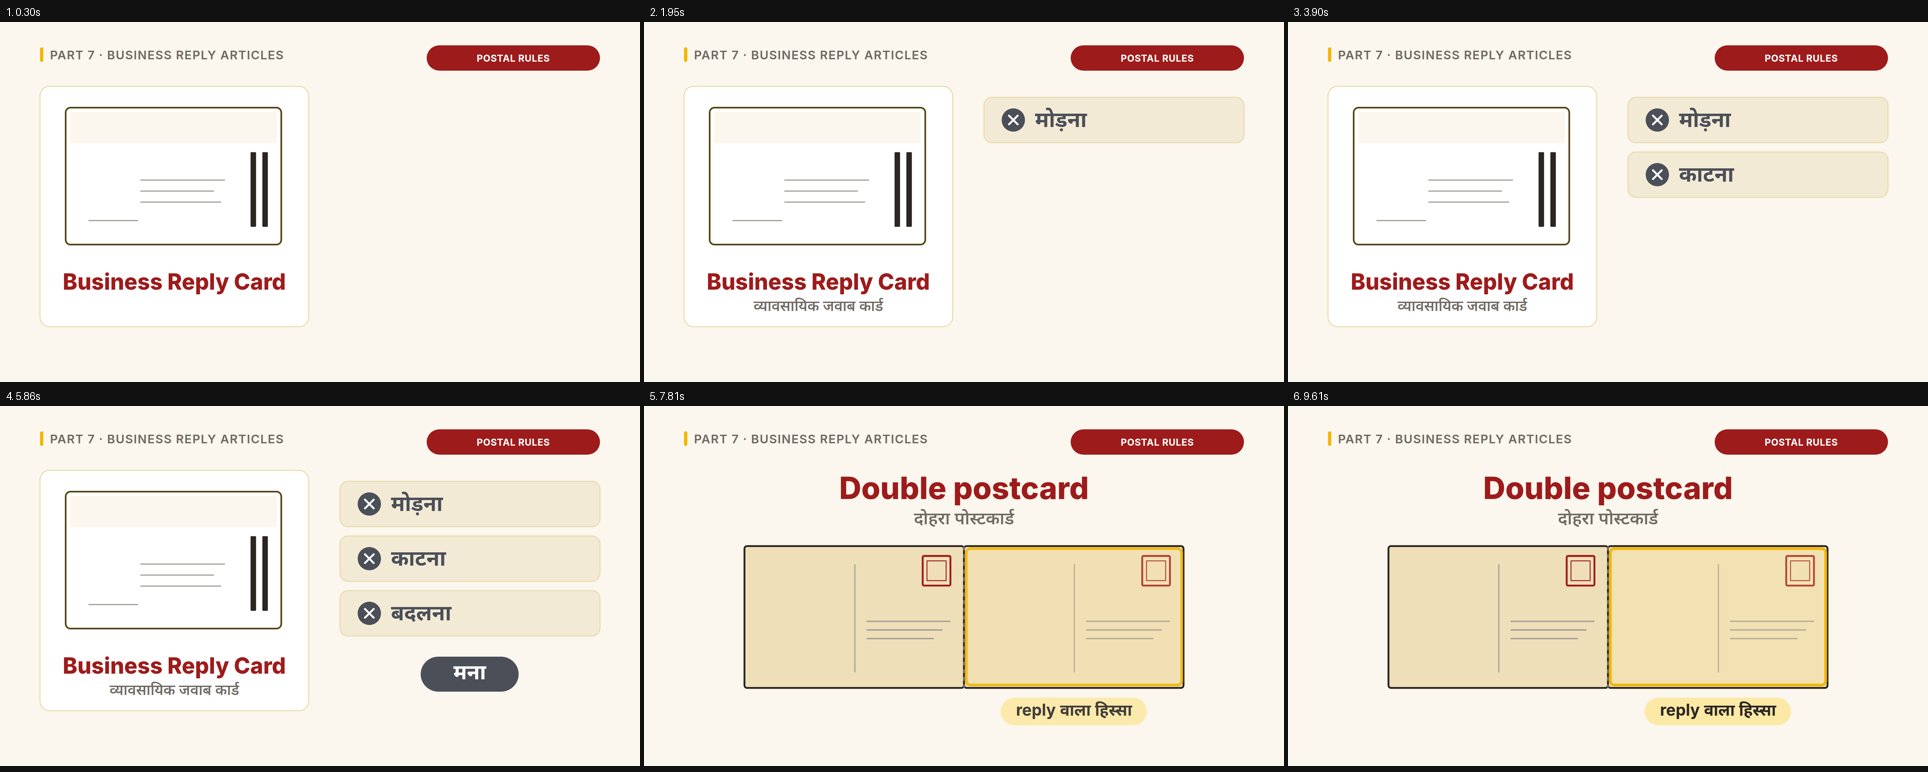 1. 0.30s
PART 7 · BUSINESS REPLY ARTICLES
POSTAL RULES
Business Reply Card
2. 1.95s
PART 7 · BUSINESS REPLY ARTICLES
POSTAL RULES
मोड़ना
Business Reply Card
व्यावसायिक जवाब कार्ड
3. 3.90s
PART 7 · BUSINESS REPLY ARTICLES
POSTAL RULES
मोड़ना
काटना
Business Reply Card
व्यावसायिक जवाब कार्ड
4. 5.86s
PART 7 · BUSINESS REPLY ARTICLES
POSTAL RULES
मोड़ना
काटना
बदलना
मना
Business Reply Card
व्यावसायिक जवाब कार्ड
5. 7.81s
PART 7 · BUSINESS REPLY ARTICLES
POSTAL RULES
Double postcard
दोहरा पोस्टकार्ड
reply वाला हिस्सा
6. 9.61s
PART 7 · BUSINESS REPLY ARTICLES
POSTAL RULES
Double postcard
दोहरा पोस्टकार्ड
reply वाला हिस्सा